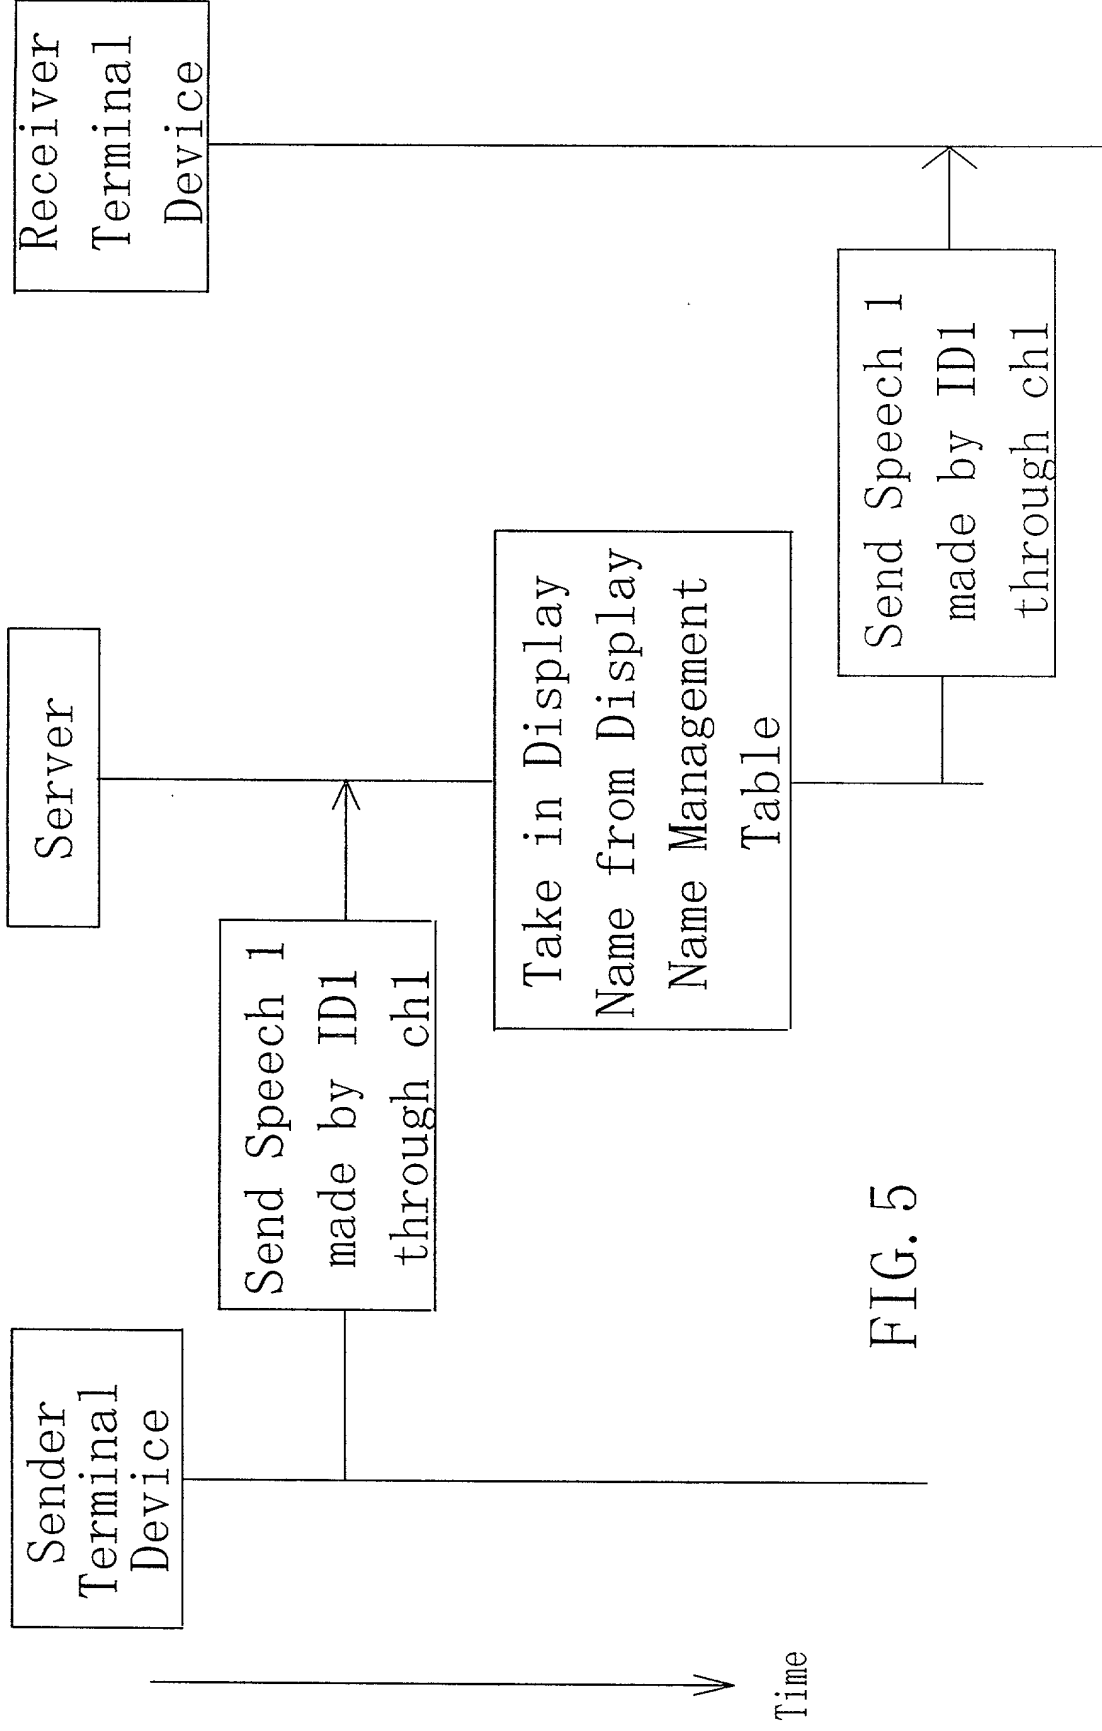 Sender
Terminal
Device
Server
Receiver
Terminal
Device
Send Speech 1
made by ID1
through ch1
Take in Display
Name from Display
Name Management
Table
Send Speech 1
made by ID1
through ch1
Time
FIG. 5